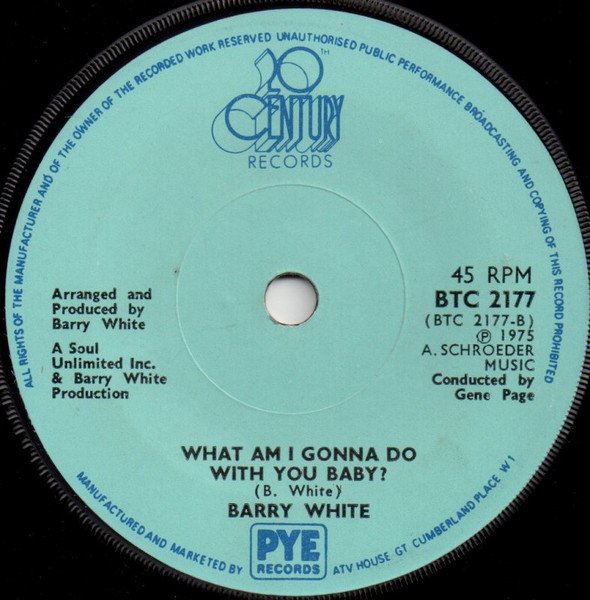 ALL RIGHTS OF THE MANUFACTURER AND OF THE OWNER OF THE RECORDED WORK RESERVED UNAUTHORISED PUBLIC PERFORMANCE BROADCASTING AND COPYING OF THIS RECORD PROHIBITED
20TH
CENTURY
RECORDS
Arranged and
Produced by
Barry White
A Soul
Unlimited Inc.
& Barry White
Production
45 RPM
BTC 2177
(BTC 2177-B)
℗ 1975
A. SCHROEDER
MUSIC
Conducted by
Gene Page
WHAT AM I GONNA DO
WITH YOU BABY?
(B. White)
BARRY WHITE
MANUFACTURED AND MARKETED BY
PYE
RECORDS
ATV HOUSE GT CUMBERLAND PLACE W1